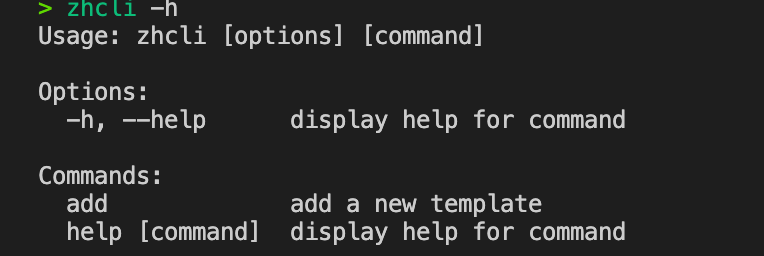 > zhcli -h
Usage: zhcli [options] [command]
Options:
-h, --help display help for command
Commands:
add add a new template
help [command] display help for command